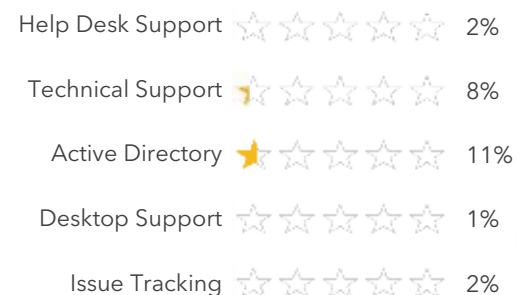 Help Desk Support 2%
Technical Support 8%
Active Directory 11%
Desktop Support 1%
Issue Tracking 2%